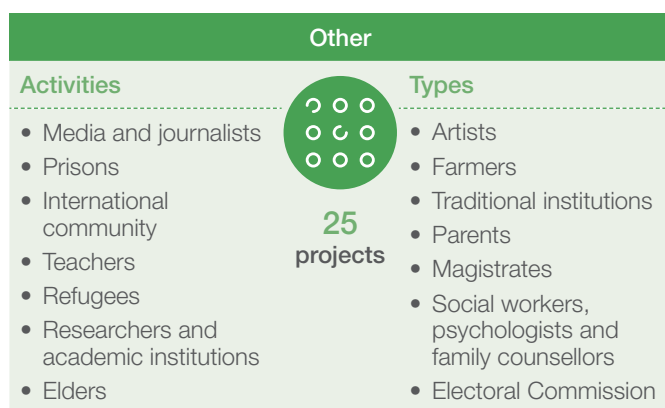 Other
Activities
• Media and journalists
• Prisons
• International
community
• Teachers
• Refugees
• Researchers and
academic institutions
• Elders
25
projects
Types
• Artists
• Farmers
• Traditional institutions
• Parents
• Magistrates
• Social workers,
psychologists and
family counsellors
• Electoral Commission